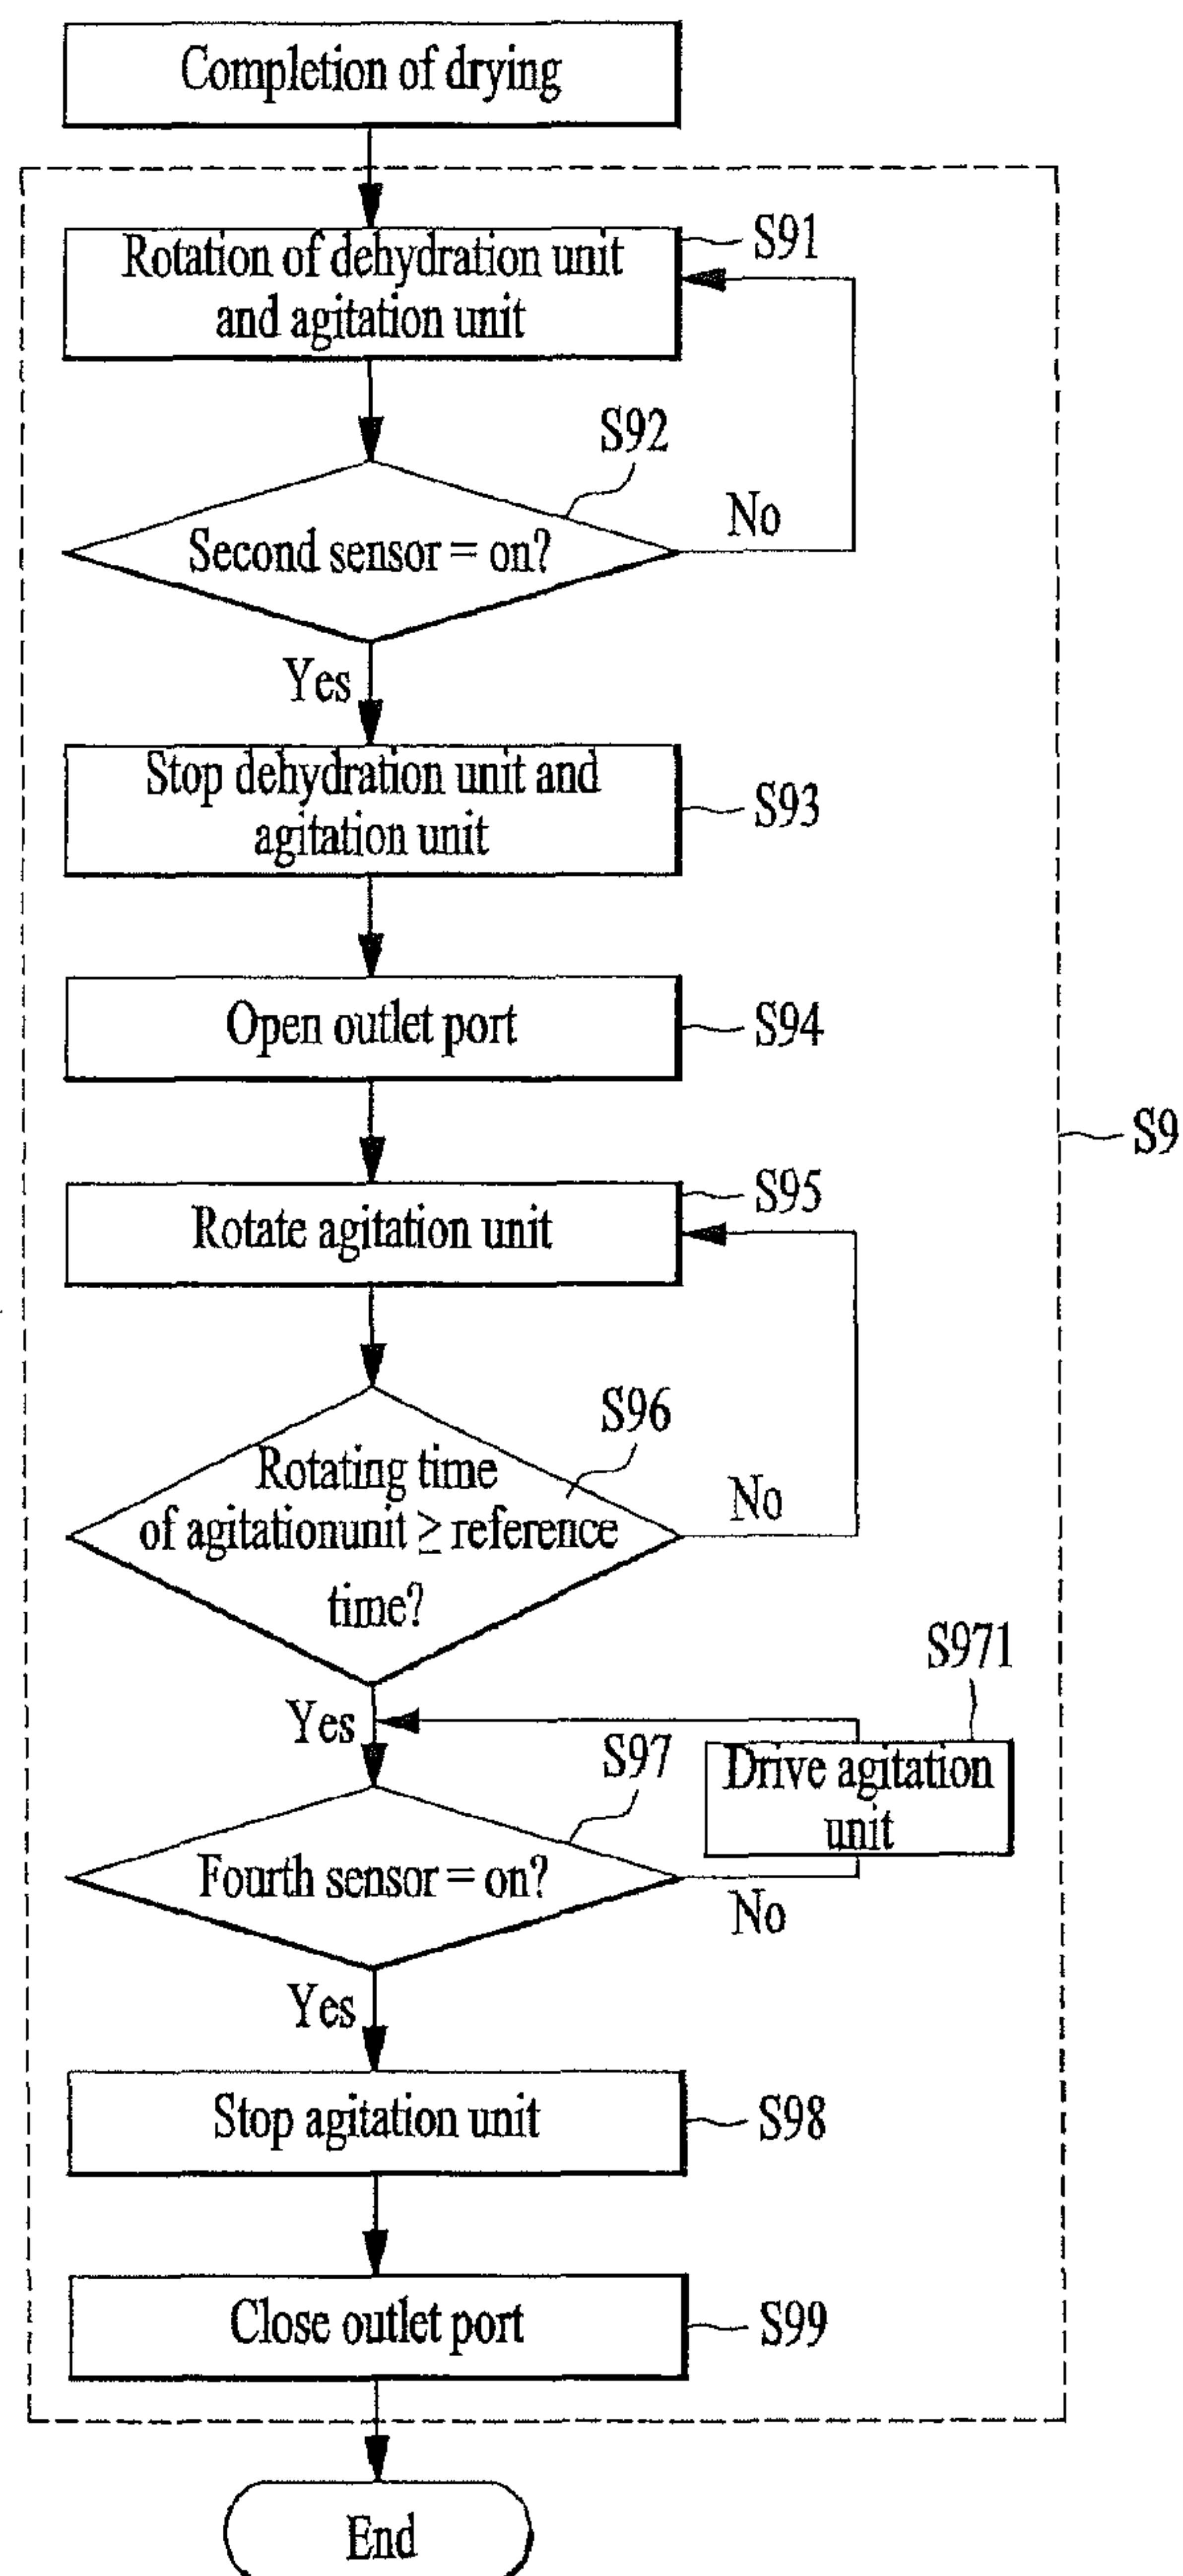 Completion of drying
Rotation of dehydration unit
and agitation unit
S91
S92
Second sensor = on?
No
Yes
Stop dehydration unit and
agitation unit
S93
Open outlet port
S94
S9
Rotate agitation unit
S95
S96
Rotating time
of agitationunit ≥ reference
time?
No
Yes
S971
Drive agitation
unit
S97
Fourth sensor = on?
No
Yes
Stop agitation unit
S98
Close outlet port
S99
End